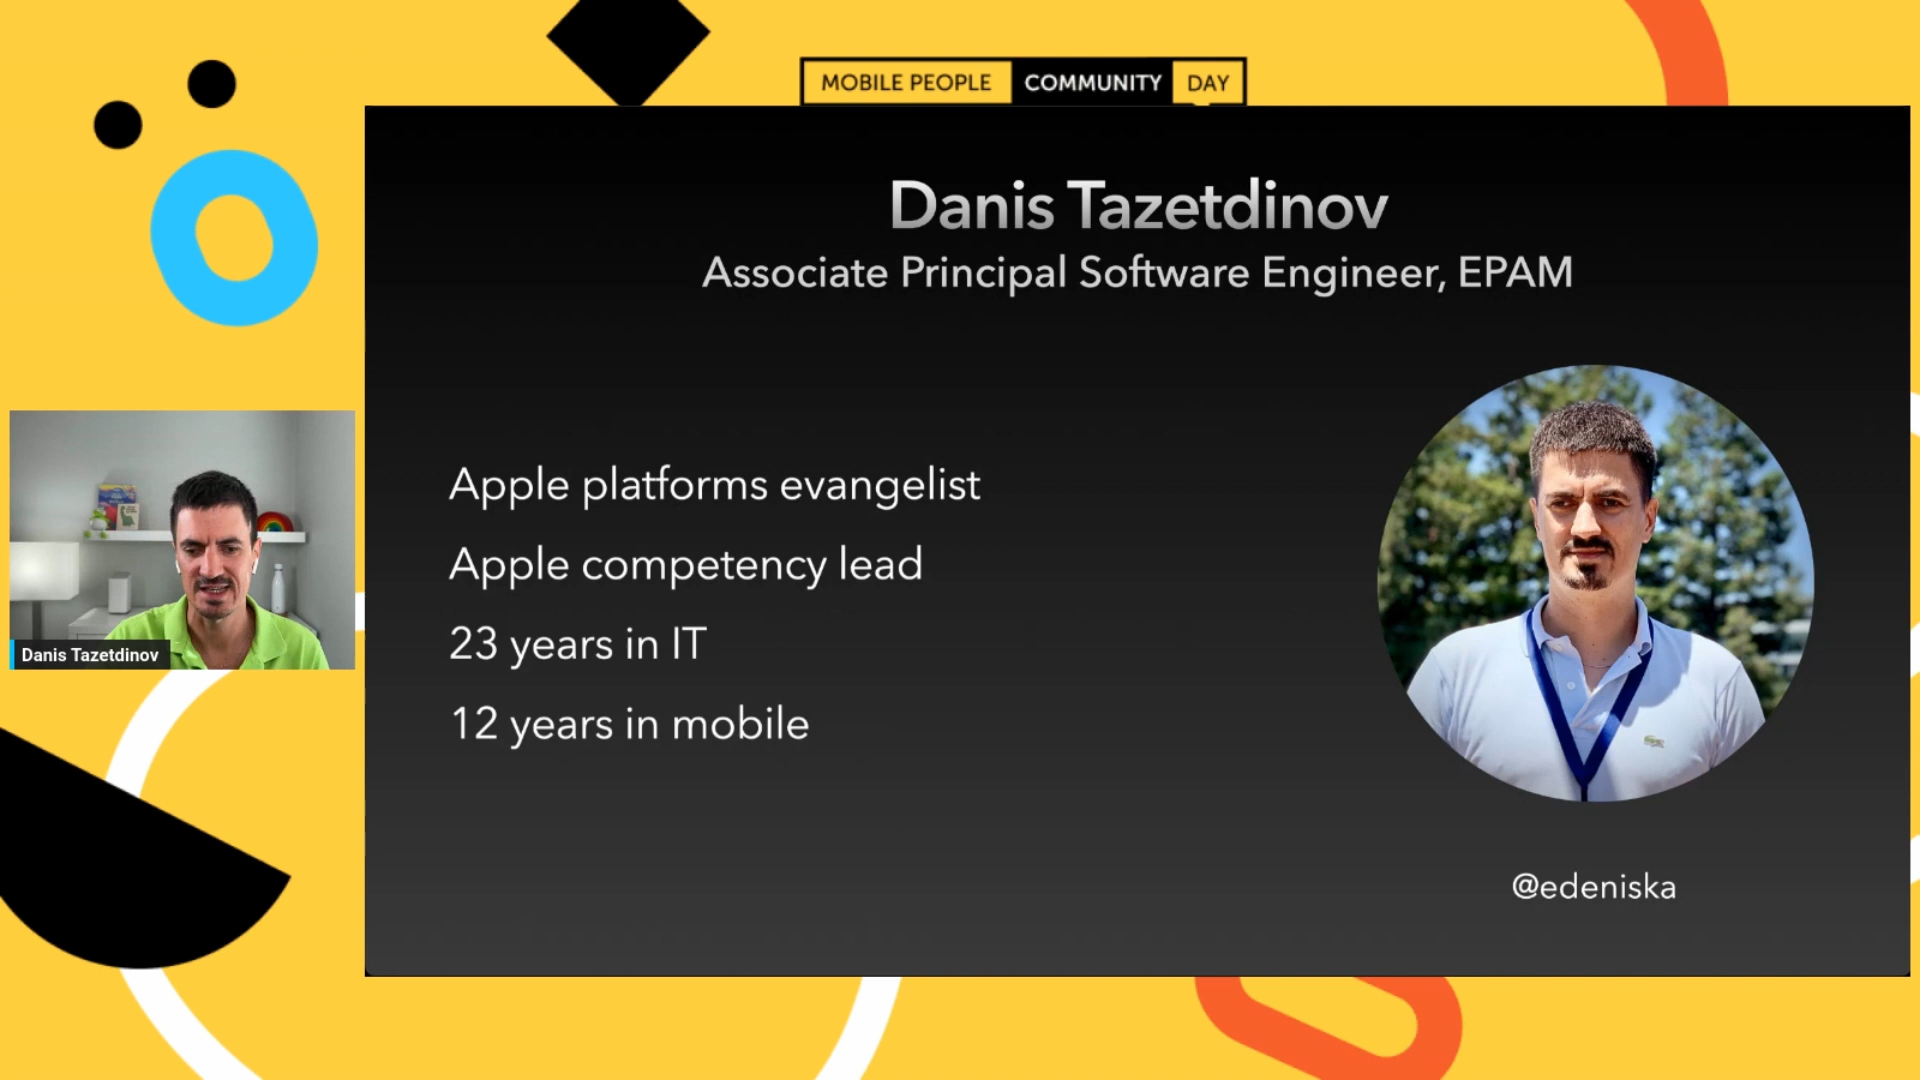 MOBILE PEOPLE COMMUNITY DAY
Danis Tazetdinov
Associate Principal Software Engineer, EPAM
Apple platforms evangelist
Apple competency lead
23 years in IT
12 years in mobile
@edeniska
Danis Tazetdinov